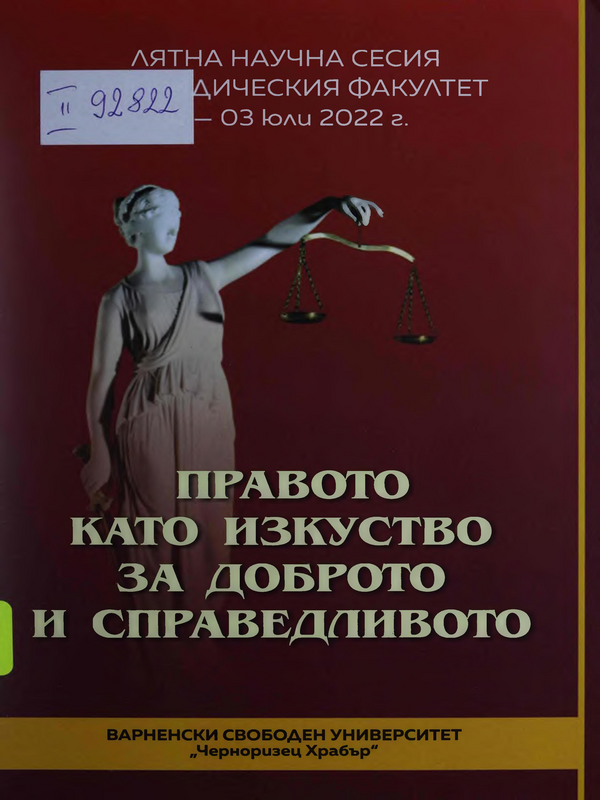 ЛЯТНА НАУЧНА СЕСИЯ
ДИЧЕСКИЯ ФАКУЛТЕТ
II 92822
— 03 юли 2022 г.
ПРАВОТО
КАТО ИЗКУСТВО
ЗА ДОБРОТО
И СПРАВЕДЛИВОТО
ВАРНЕНСКИ СВОБОДЕН УНИВЕРСИТЕТ
„Черноризец Храбър“